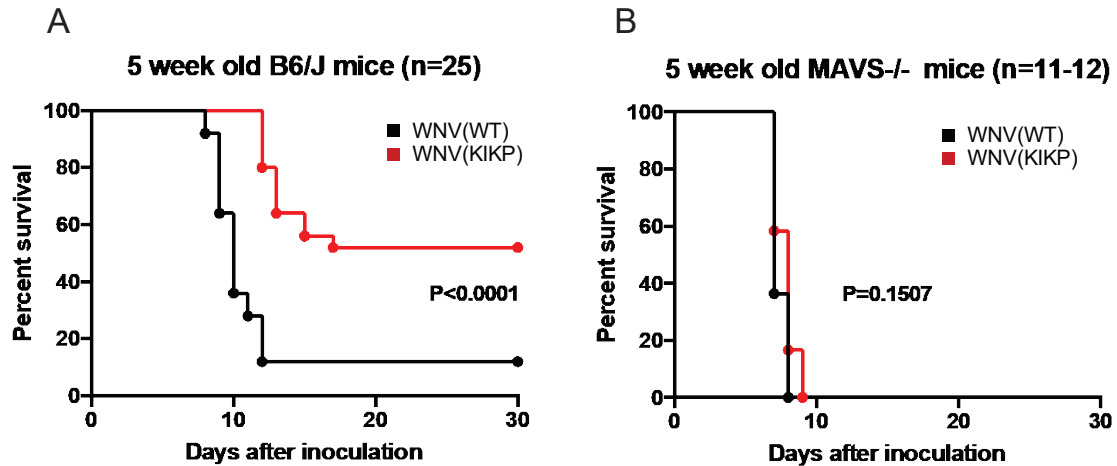 A
5 week old B6/J mice (n=25)
100
80
60
40
20
0
Percent survival
WNV(WT)
WNV(KIKP)
P<0.0001
0
10
20
30
Days after inoculation
B
5 week old MAVS-/-  mice (n=11-12)
100
80
60
40
20
0
Percent survival
WNV(WT)
WNV(KIKP)
P=0.1507
0
10
20
30
Days after inoculation